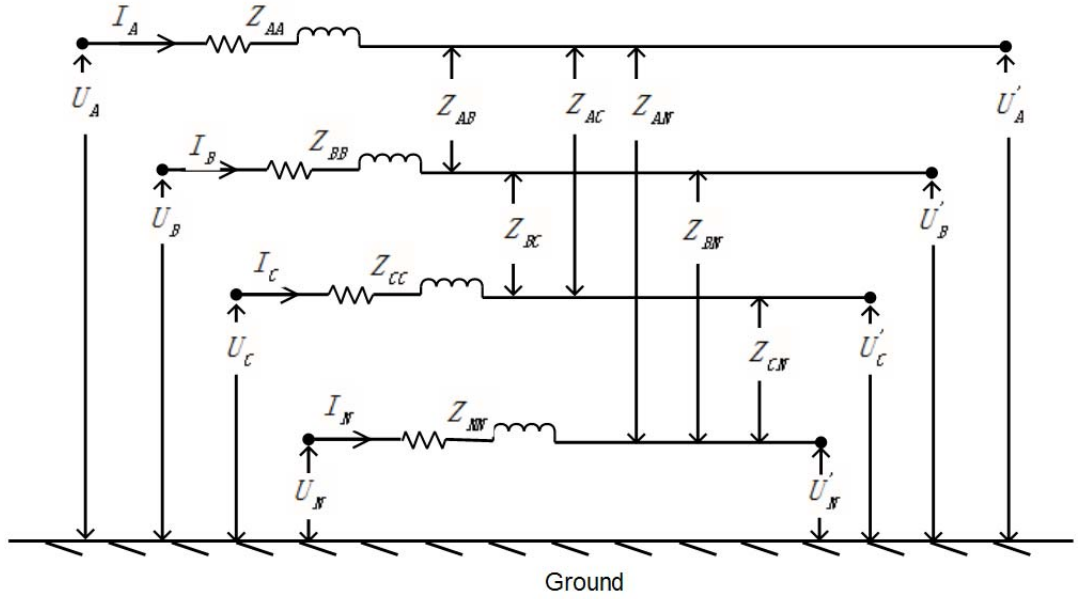 I_A Z_AA
U_A Z_AB Z_AC Z_AN U'_A
I_B Z_BB
U_B Z_BC Z_BN U'_B
I_C Z_CC
U_C Z_CN U'_C
I_N Z_NN
U_N U'_N
Ground